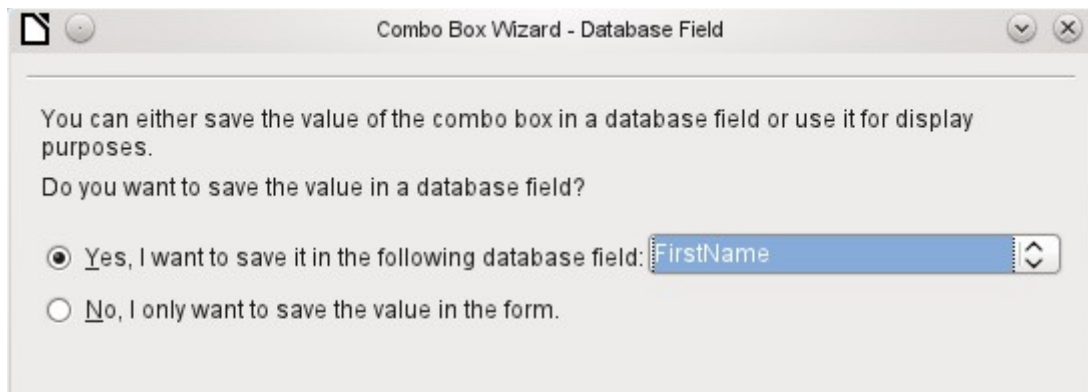 Combo Box Wizard - Database Field
You can either save the value of the combo box in a database field or use it for display
purposes.
Do you want to save the value in a database field?
Yes, I want to save it in the following database field: FirstName
No, I only want to save the value in the form.